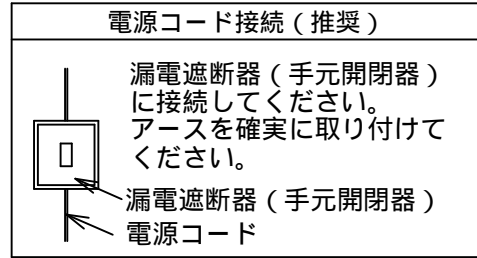 電源コード接続(推奨)
漏電遮断器(手元開閉器)
に接続してください。
アースを確実に取り付けて
ください。
漏電遮断器(手元開閉器)
電源コード